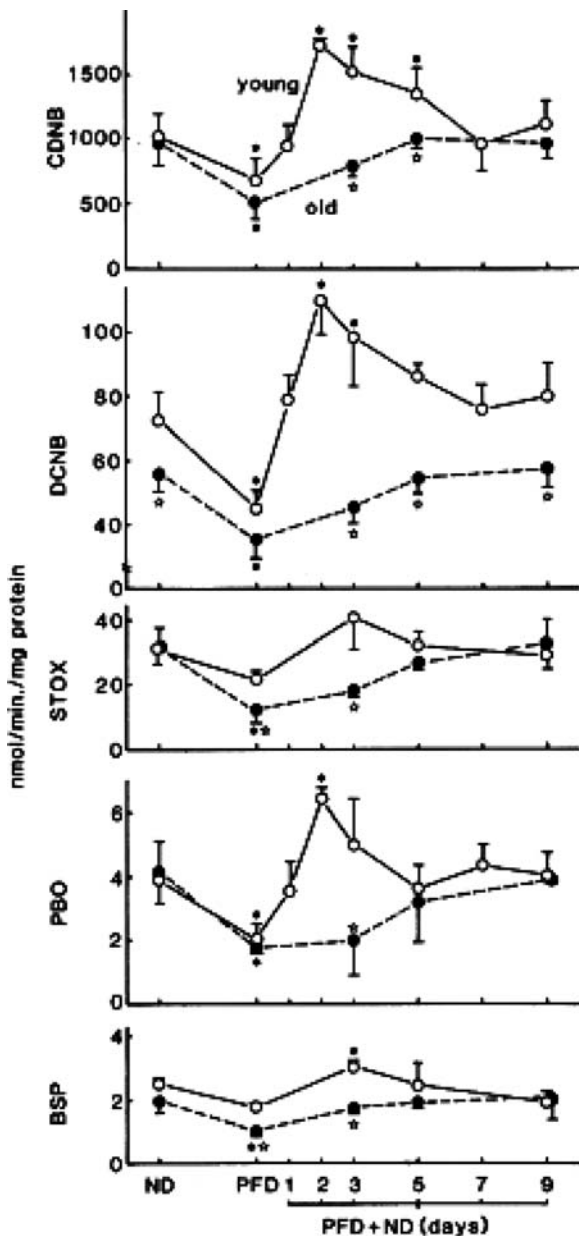 nmol/min./mg protein
CDNB
1500
1000
500
0
young
old
DCNB
100
80
60
40
0
STOX
40
20
0
PBO
6
4
2
0
BSP
4
2
0
ND PFD 1 2 3 5 7 9
PFD+ND (days)